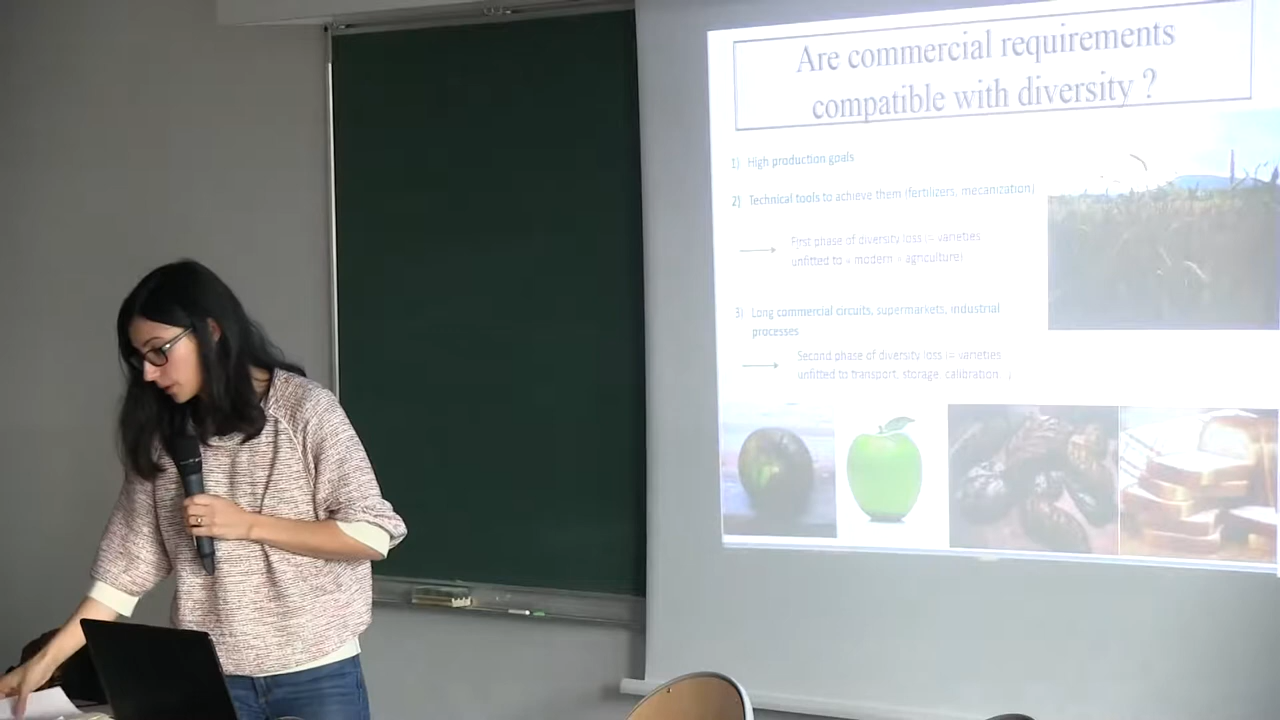 Are commercial requirements
compatible with diversity ?
1) High production goals
2) Technical tools to achieve them (fertilizers, mecanization)
First phase of diversity loss (= varieties
unfitted to « modern » agriculture)
3) Long commercial circuits, supermarkets, industrial
processes
Second phase of diversity loss (= varieties
unfitted to transport, storage, calibration